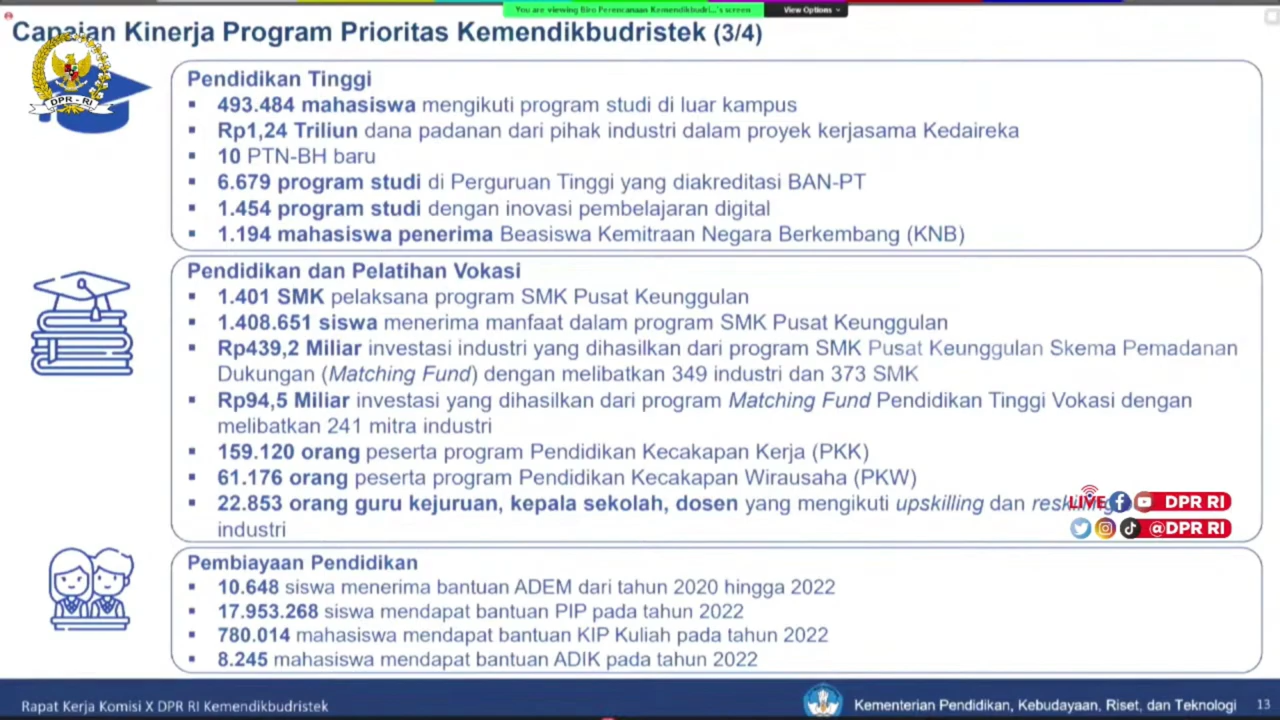 You are viewing Biro Perencanaan Kemendikbudri...'s screen
View Options
Capaian Kinerja Program Prioritas Kemendikbudristek (3/4)
DPR - RI
Pendidikan Tinggi
▪ 493.484 mahasiswa mengikuti program studi di luar kampus
▪ Rp1,24 Triliun dana padanan dari pihak industri dalam proyek kerjasama Kedaireka
▪ 10 PTN-BH baru
▪ 6.679 program studi di Perguruan Tinggi yang diakreditasi BAN-PT
▪ 1.454 program studi dengan inovasi pembelajaran digital
▪ 1.194 mahasiswa penerima Beasiswa Kemitraan Negara Berkembang (KNB)
Pendidikan dan Pelatihan Vokasi
▪ 1.401 SMK pelaksana program SMK Pusat Keunggulan
▪ 1.408.651 siswa menerima manfaat dalam program SMK Pusat Keunggulan
▪ Rp439,2 Miliar investasi industri yang dihasilkan dari program SMK Pusat Keunggulan Skema Pemadanan
Dukungan (Matching Fund) dengan melibatkan 349 industri dan 373 SMK
▪ Rp94,5 Miliar investasi yang dihasilkan dari program Matching Fund Pendidikan Tinggi Vokasi dengan
melibatkan 241 mitra industri
▪ 159.120 orang peserta program Pendidikan Kecakapan Kerja (PKK)
▪ 61.176 orang peserta program Pendidikan Kecakapan Wirausaha (PKW)
▪ 22.853 orang guru kejuruan, kepala sekolah, dosen yang mengikuti upskilling dan reskilling
industri
LIVE DPR RI
@DPR RI
Pembiayaan Pendidikan
▪ 10.648 siswa menerima bantuan ADEM dari tahun 2020 hingga 2022
▪ 17.953.268 siswa mendapat bantuan PIP pada tahun 2022
▪ 780.014 mahasiswa mendapat bantuan KIP Kuliah pada tahun 2022
▪ 8.245 mahasiswa mendapat bantuan ADIK pada tahun 2022
Rapat Kerja Komisi X DPR RI Kemendikbudristek
Kementerian Pendidikan, Kebudayaan, Riset, dan Teknologi 13